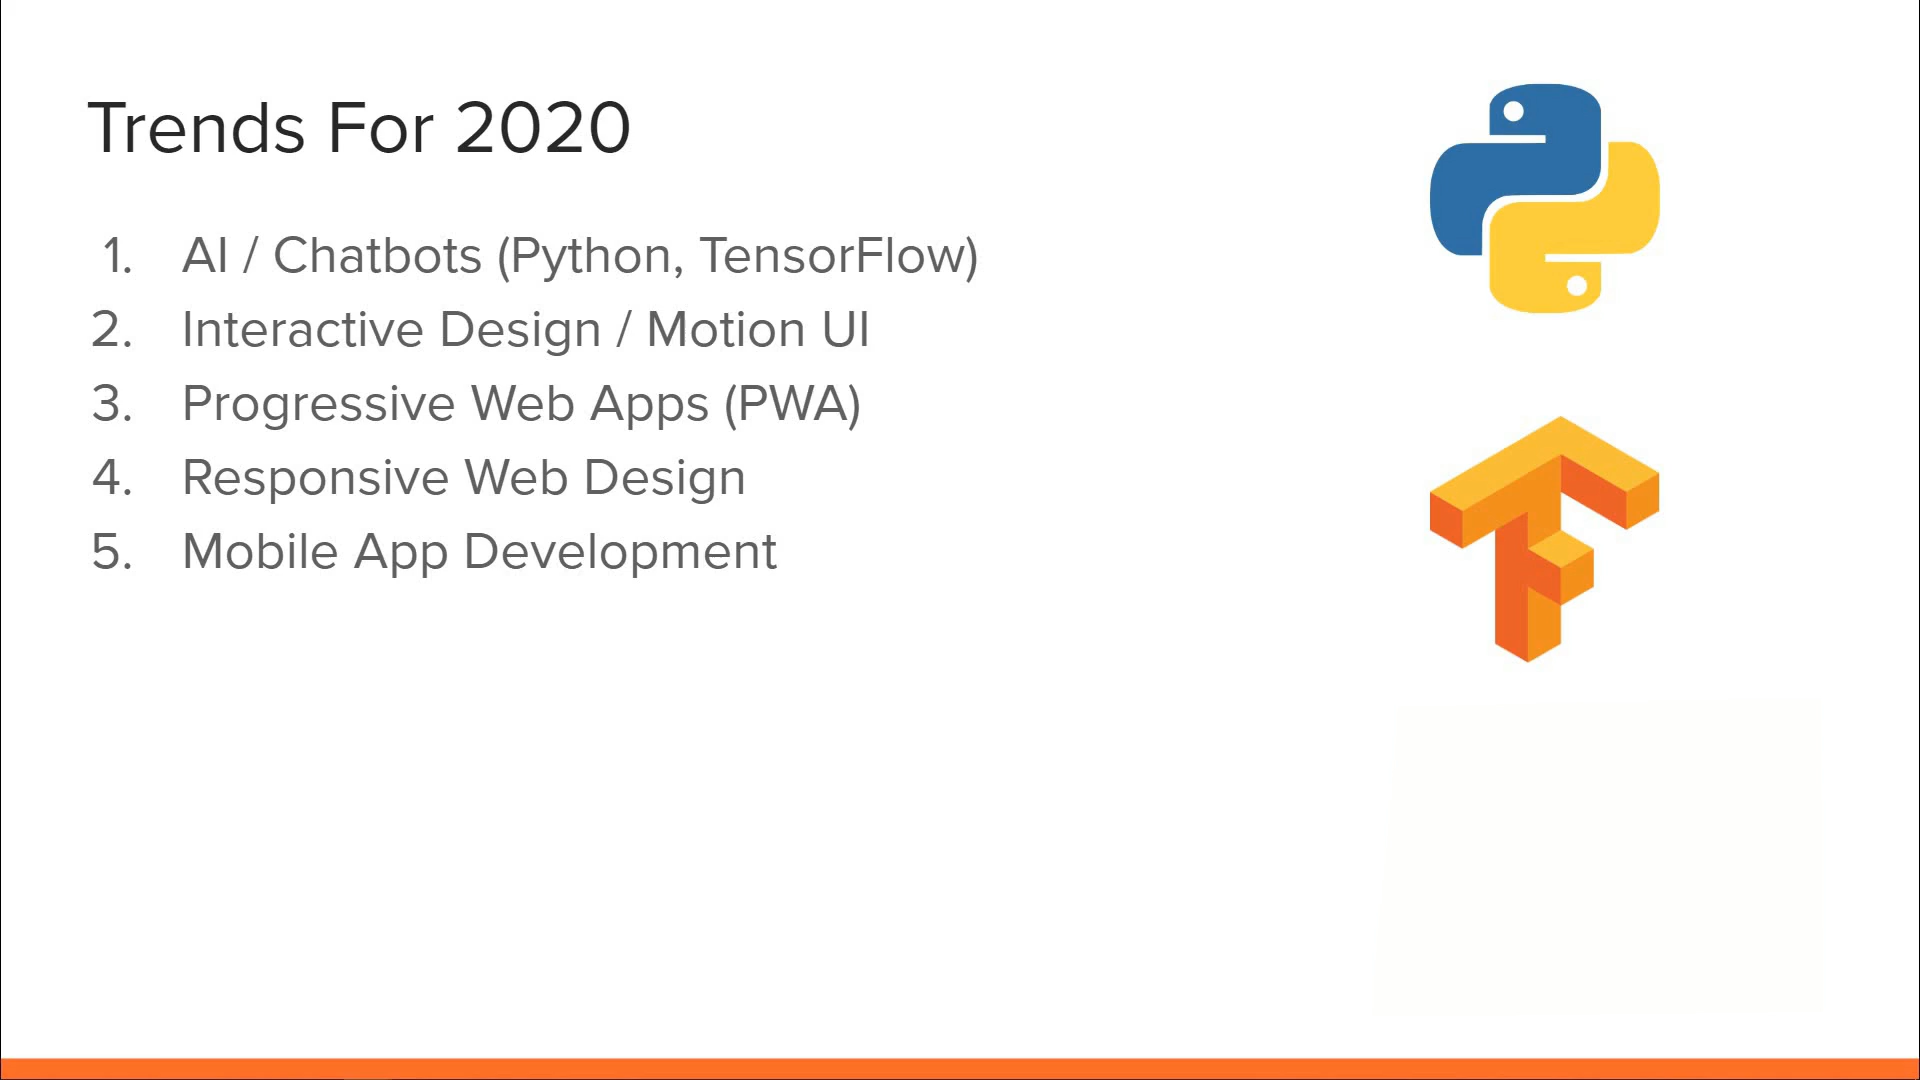 Trends For 2020
1. AI / Chatbots (Python, TensorFlow)
2. Interactive Design / Motion UI
3. Progressive Web Apps (PWA)
4. Responsive Web Design
5. Mobile App Development